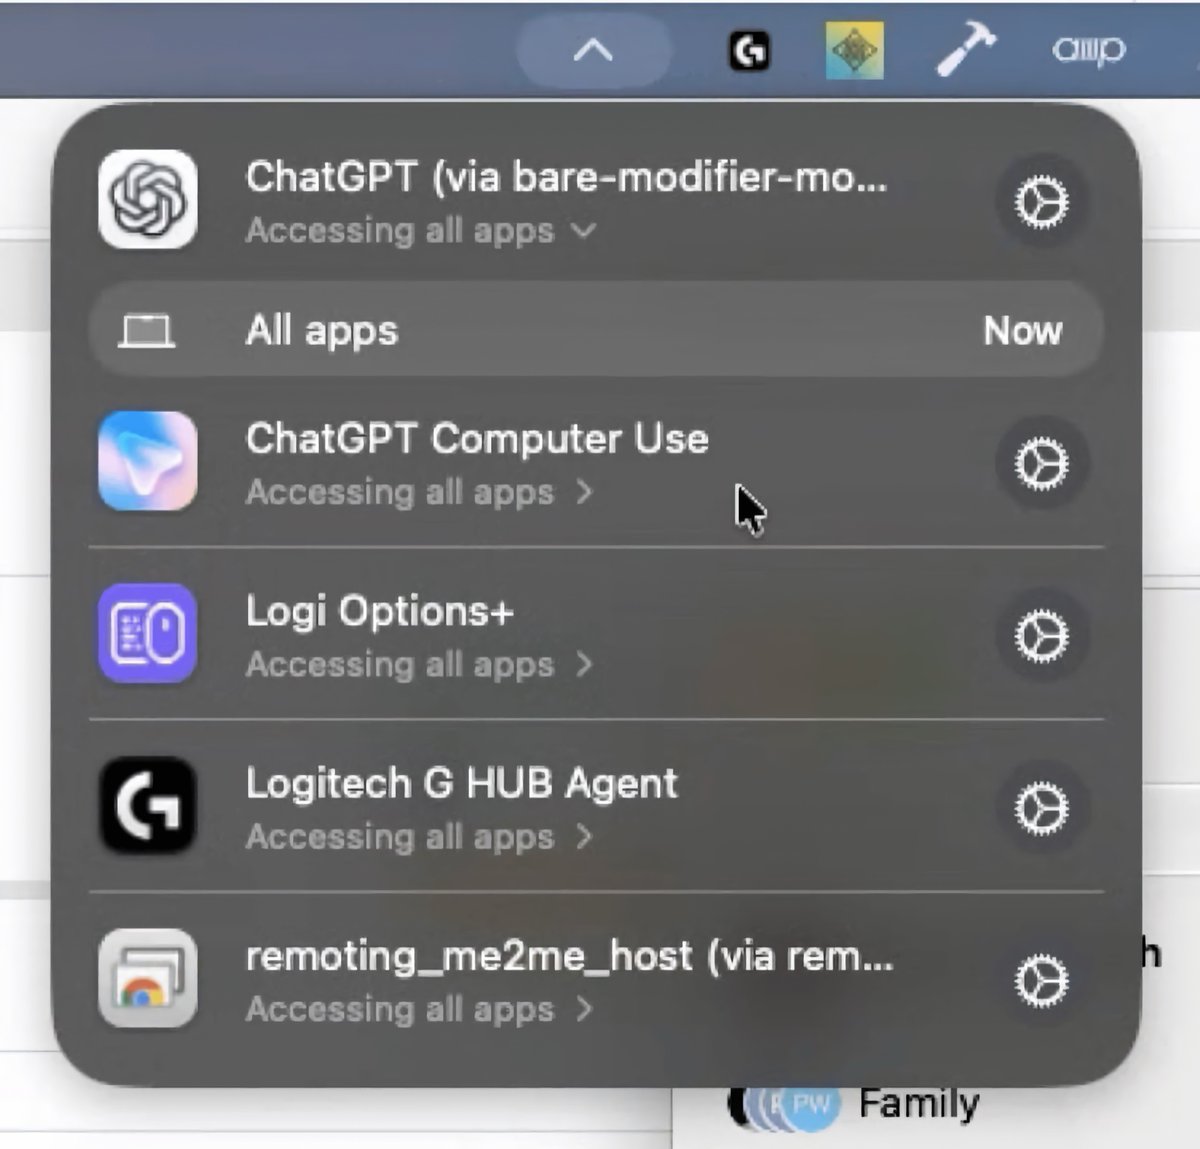 amp
ChatGPT (via bare-modifier-mo...
Accessing all apps
All apps
Now
ChatGPT Computer Use
Accessing all apps
Logi Options+
Accessing all apps
Logitech G HUB Agent
Accessing all apps
remoting_me2me_host (via rem...
Accessing all apps
h
PW
Family